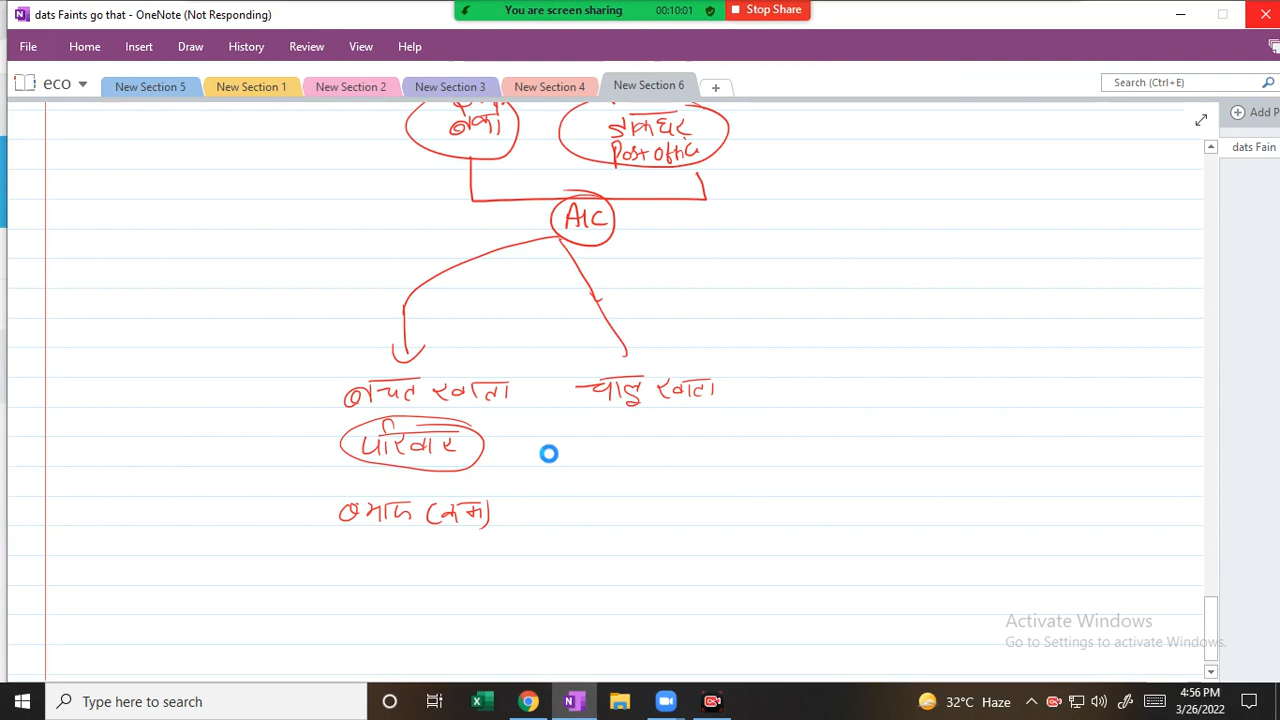 dats Faints go that - OneNote (Not Responding)
You are screen sharing
00:10:01
Stop Share
File Home Insert Draw History Review View Help
eco
New Section 5 New Section 1 New Section 2 New Section 3 New Section 4 New Section 6
Search (Ctrl+E)
Add P
dats Fain
डाकघर
Post office
A/C
बचत खाता चालु खाता
परिवार
ब्याज (कम)
Activate Windows
Go to Settings to activate Windows.
Type here to search
32°C Haze
4:56 PM
3/26/2022